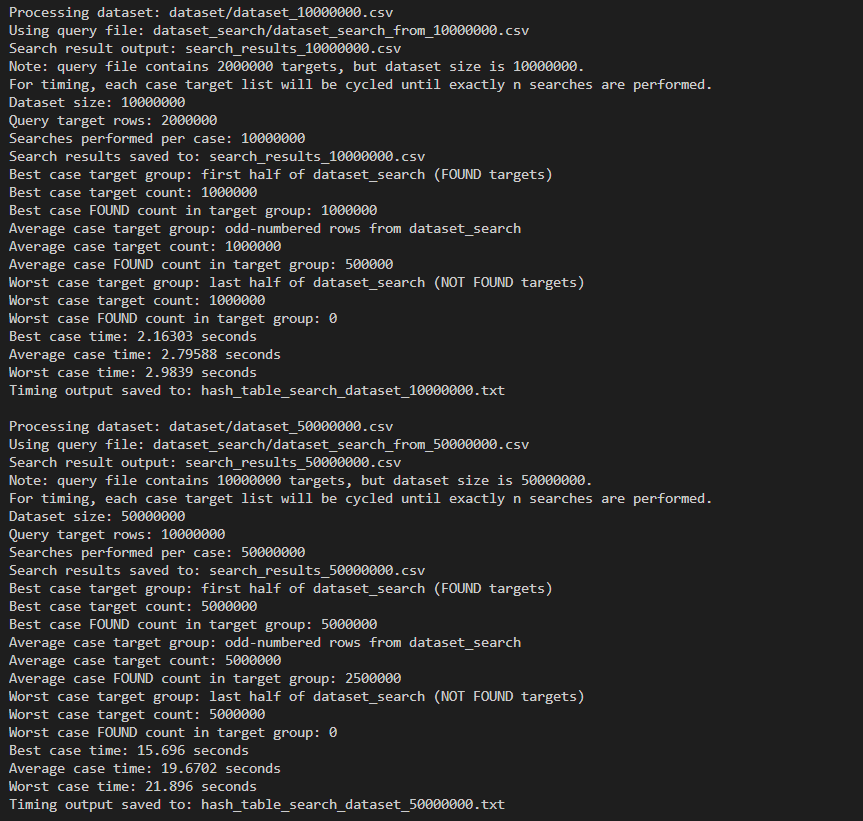 Processing dataset: dataset/dataset_10000000.csv
Using query file: dataset_search/dataset_search_from_10000000.csv
Search result output: search_results_10000000.csv
Note: query file contains 2000000 targets, but dataset size is 10000000.
For timing, each case target list will be cycled until exactly n searches are performed.
Dataset size: 10000000
Query target rows: 2000000
Searches performed per case: 10000000
Search results saved to: search_results_10000000.csv
Best case target group: first half of dataset_search (FOUND targets)
Best case target count: 1000000
Best case FOUND count in target group: 1000000
Average case target group: odd-numbered rows from dataset_search
Average case target count: 1000000
Average case FOUND count in target group: 500000
Worst case target group: last half of dataset_search (NOT FOUND targets)
Worst case target count: 1000000
Worst case FOUND count in target group: 0
Best case time: 2.16303 seconds
Average case time: 2.79588 seconds
Worst case time: 2.9839 seconds
Timing output saved to: hash_table_search_dataset_10000000.txt

Processing dataset: dataset/dataset_50000000.csv
Using query file: dataset_search/dataset_search_from_50000000.csv
Search result output: search_results_50000000.csv
Note: query file contains 10000000 targets, but dataset size is 50000000.
For timing, each case target list will be cycled until exactly n searches are performed.
Dataset size: 50000000
Query target rows: 10000000
Searches performed per case: 50000000
Search results saved to: search_results_50000000.csv
Best case target group: first half of dataset_search (FOUND targets)
Best case target count: 5000000
Best case FOUND count in target group: 5000000
Average case target group: odd-numbered rows from dataset_search
Average case target count: 5000000
Average case FOUND count in target group: 2500000
Worst case target group: last half of dataset_search (NOT FOUND targets)
Worst case target count: 5000000
Worst case FOUND count in target group: 0
Best case time: 15.696 seconds
Average case time: 19.6702 seconds
Worst case time: 21.896 seconds
Timing output saved to: hash_table_search_dataset_50000000.txt